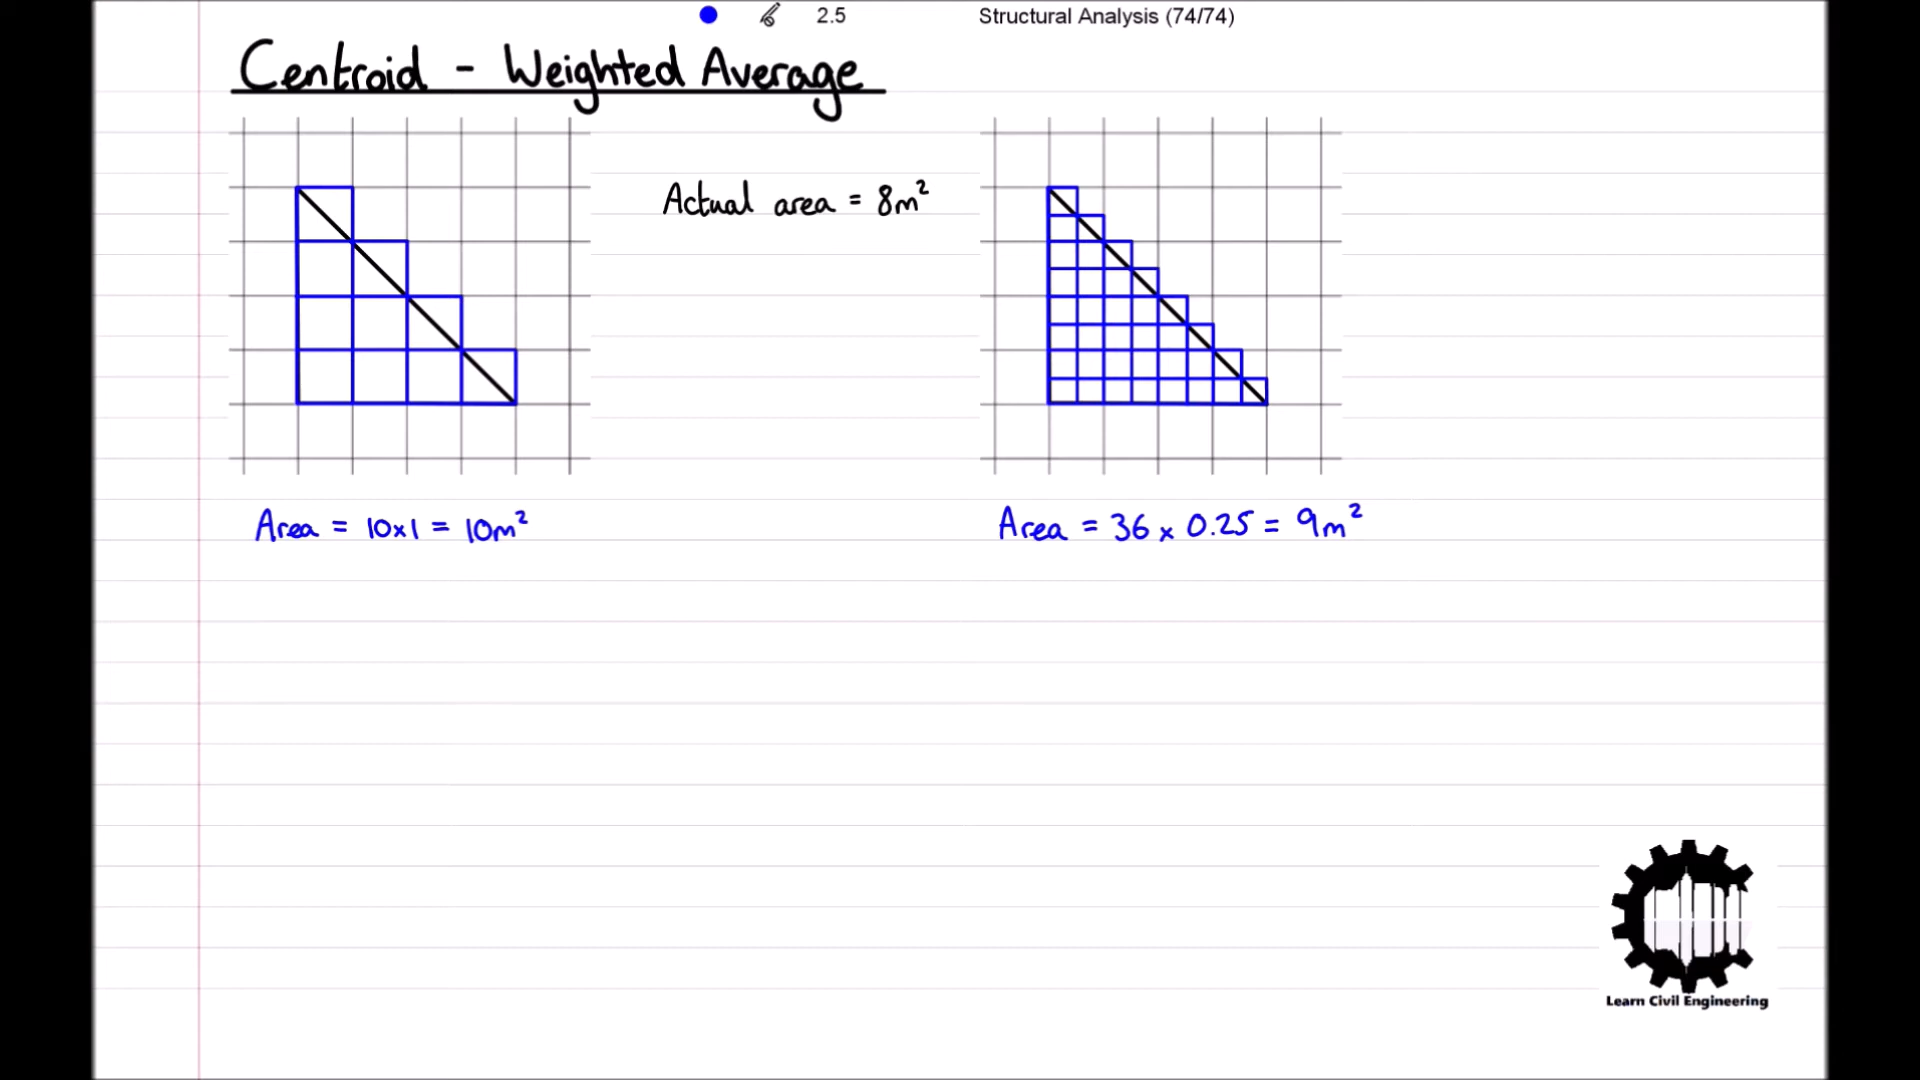 2.5 Structural Analysis (74/74)
Centroid - Weighted Average
Actual area = 8m²
Area = 10x1 = 10m²
Area = 36 x 0.25 = 9m²
Learn Civil Engineering